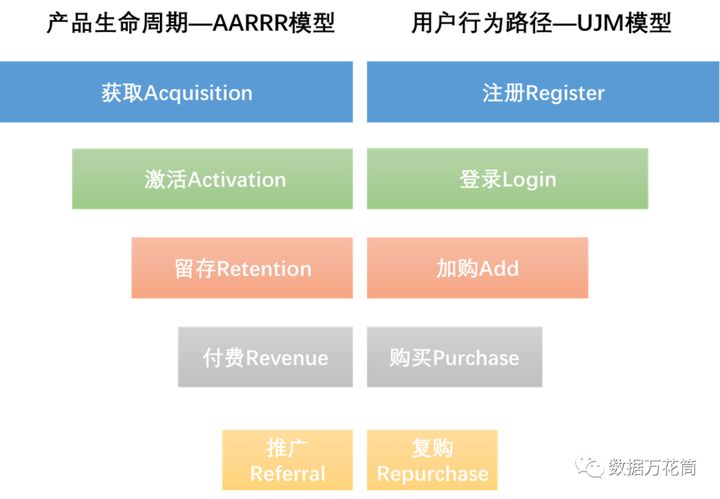 产品生命周期—AARRR模型
用户行为路径—UJM模型
获取Acquisition
注册Register
激活Activation
登录Login
留存Retention
加购Add
付费Revenue
购买Purchase
推广
Referral
复购
Repurchase
数据万花筒